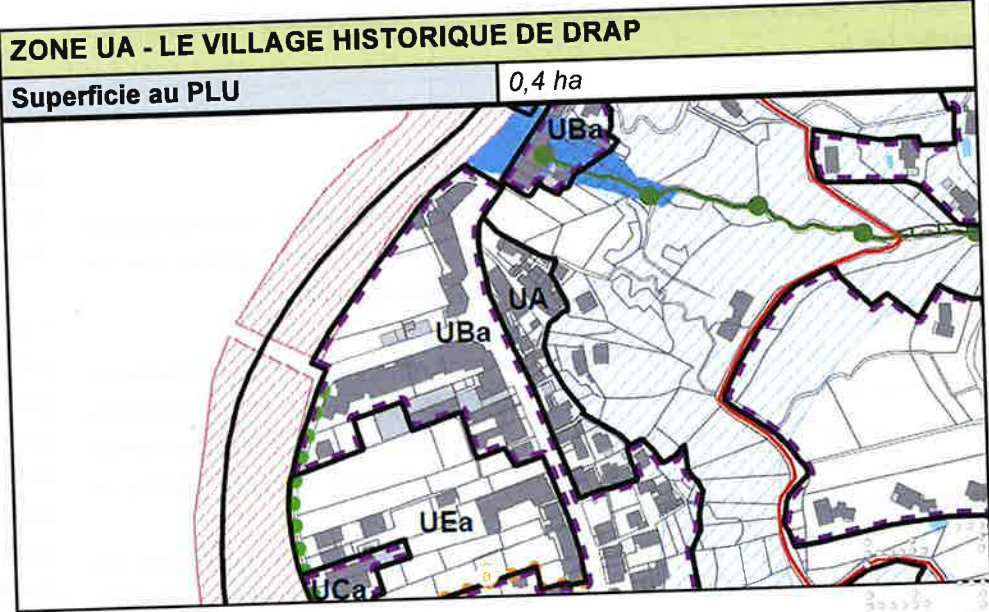 ZONE UA - LE VILLAGE HISTORIQUE DE DRAP
Superficie au PLU
0,4 ha
UBa
UA
UBa
UEa
UCa